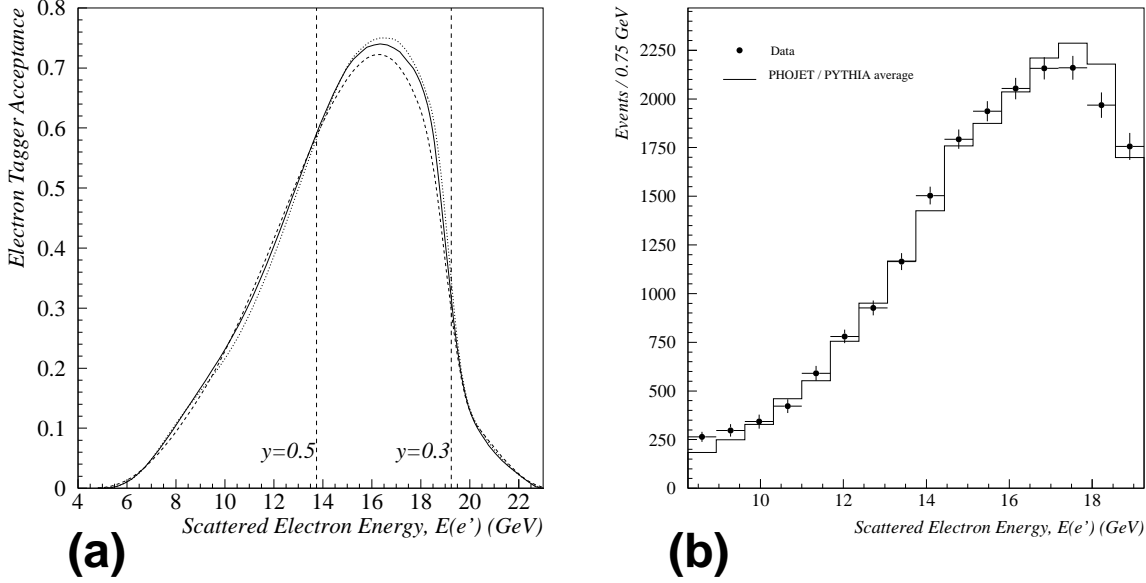 Electron Tagger Acceptance
0.8
0.7
0.6
0.5
0.4
0.3
0.2
0.1
0
y=0.5
y=0.3
4 6 8 10 12 14 16 18 20 22
Scattered Electron Energy, E(e') (GeV)
(a)
Events / 0.75 GeV
2250
2000
1750
1500
1250
1000
750
500
250
0
Data
PHOJET / PYTHIA average
10 12 14 16 18
Scattered Electron Energy, E(e') (GeV)
(b)